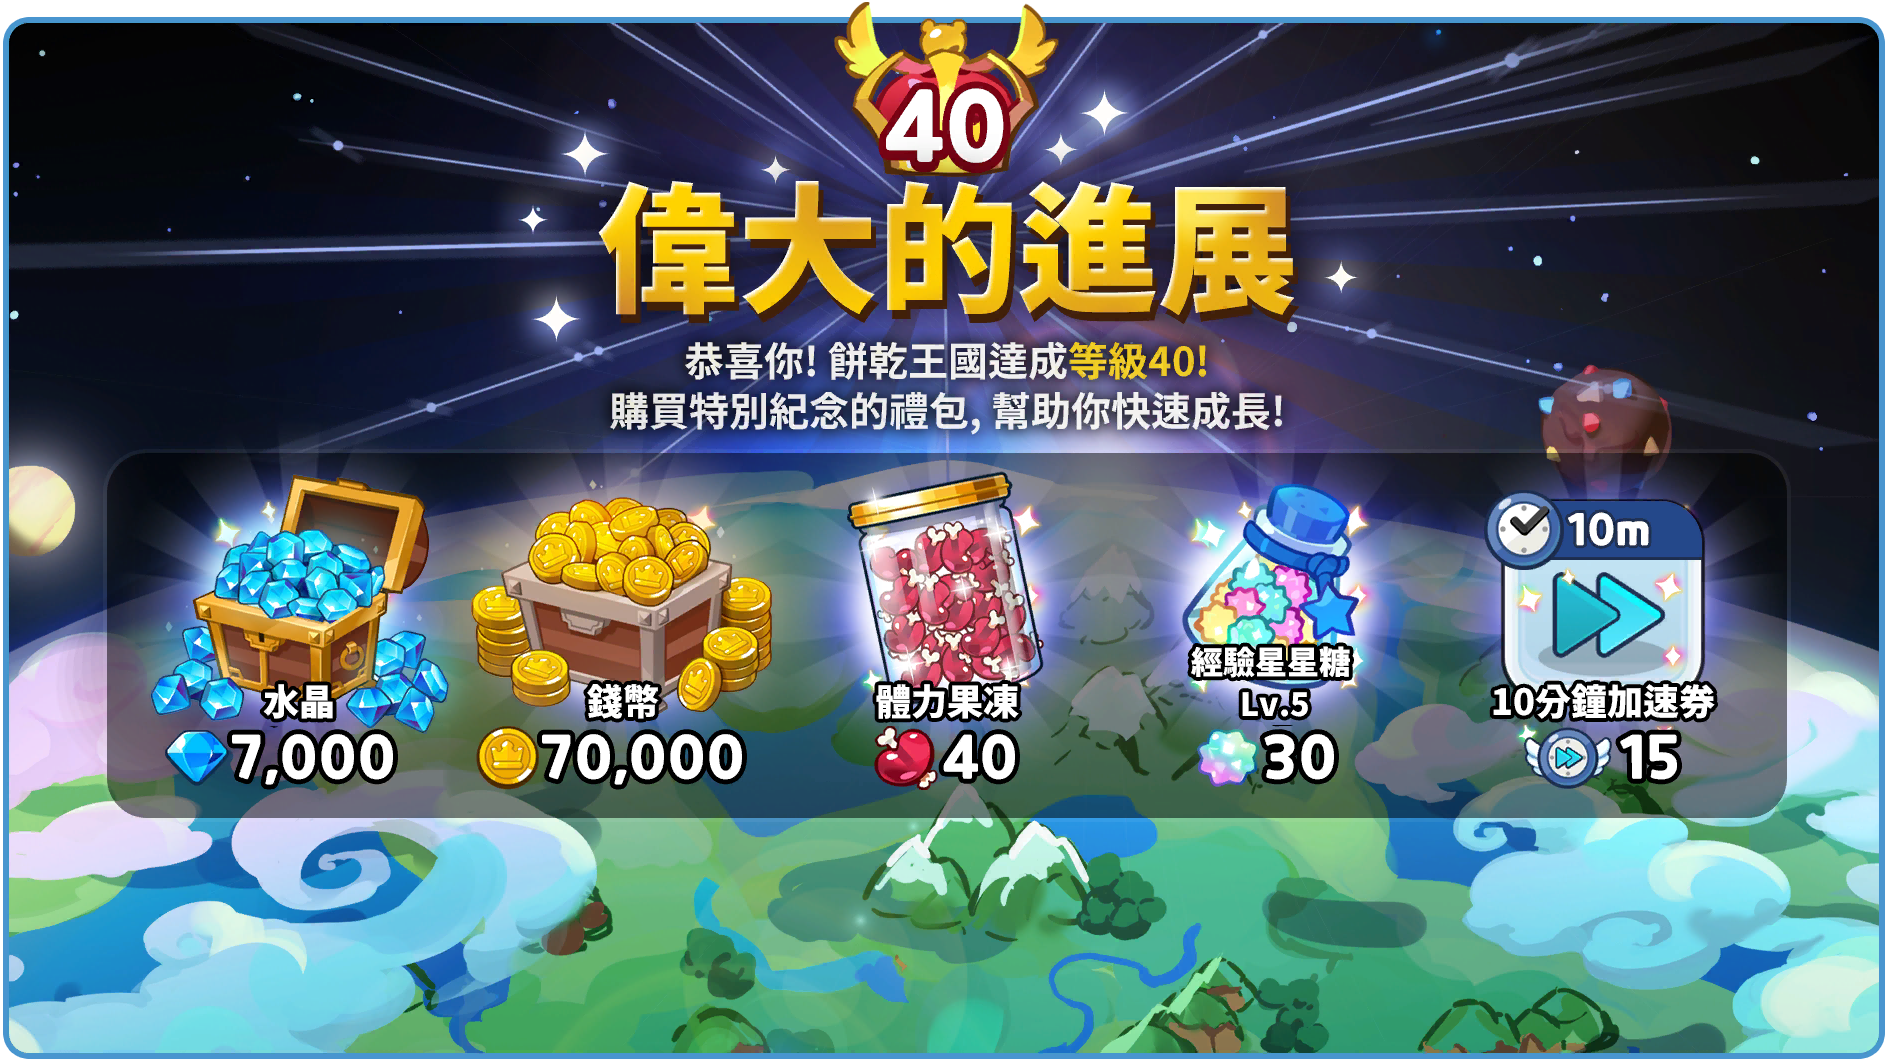 40
偉大的進展
恭喜你! 餅乾王國達成等級40!
購買特別紀念的禮包, 幫助你快速成長!
水晶
7,000
錢幣
70,000
體力果凍
40
經驗星星糖
Lv.5
30
10m
10分鐘加速券
15